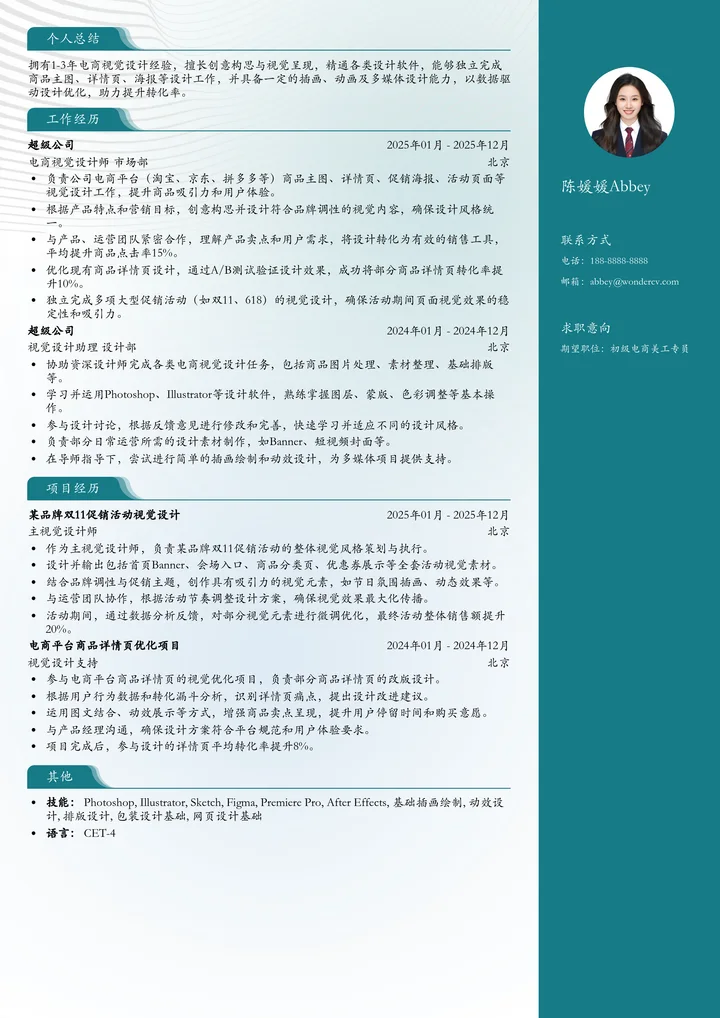 个人总结
拥有1-3年电商视觉设计经验，擅长创意构思与视觉呈现，精通各类设计软件，能够独立完成
商品主图、详情页、海报等设计工作，并具备一定的插画、动画及多媒体设计能力，以数据驱
动设计优化，助力提升转化率。
工作经历
超级公司 2025年01月 - 2025年12月
电商视觉设计师 市场部 北京
• 负责公司电商平台（淘宝、京东、拼多多等）商品主图、详情页、促销海报、活动页面等
视觉设计工作，提升商品吸引力和用户体验。
• 根据产品特点和营销目标，创意构思并设计符合品牌调性的视觉内容，确保设计风格统
一。
• 与产品、运营团队紧密合作，理解产品卖点和用户需求，将设计转化为有效的销售工具，
平均提升商品点击率15%。
• 优化现有商品详情页设计，通过A/B测试验证设计效果，成功将部分商品详情页转化率提
升10%。
• 独立完成多项大型促销活动（如双11、618）的视觉设计，确保活动期间页面视觉效果的稳
定性和吸引力。
超级公司 2024年01月 - 2024年12月
视觉设计助理 设计部 北京
• 协助资深设计师完成各类电商视觉设计任务，包括商品图片处理、素材整理、基础排版
等。
• 学习并运用Photoshop、Illustrator等设计软件，熟练掌握图层、蒙版、色彩调整等基本操
作。
• 参与设计讨论，根据反馈意见进行修改和完善，快速学习并适应不同的设计风格。
• 负责部分日常运营所需的设计素材制作，如Banner、短视频封面等。
• 在导师指导下，尝试进行简单的插画绘制和动效设计，为多媒体项目提供支持。
项目经历
某品牌双11促销活动视觉设计 2025年01月 - 2025年12月
主视觉设计师 北京
• 作为主视觉设计师，负责某品牌双11促销活动的整体视觉风格策划与执行。
• 设计并输出包括首页Banner、会场入口、商品分类页、优惠券展示等全套活动视觉素材。
• 结合品牌调性与促销主题，创作具有吸引力的视觉元素，如节日氛围插画、动态效果等。
• 与运营团队协作，根据活动节奏调整设计方案，确保视觉效果最大化传播。
• 活动期间，通过数据分析反馈，对部分视觉元素进行微调优化，最终活动整体销售额提升
20%。
电商平台商品详情页优化项目 2024年01月 - 2024年12月
视觉设计支持 北京
• 参与电商平台商品详情页的视觉优化项目，负责部分商品详情页的改版设计。
• 根据用户行为数据和转化漏斗分析，识别详情页痛点，提出设计改进建议。
• 运用图文结合、动效展示等方式，增强商品卖点呈现，提升用户停留时间和购买意愿。
• 与产品经理沟通，确保设计方案符合平台规范和用户体验要求。
• 项目完成后，参与设计的详情页平均转化率提升8%。
其他
• 技能： Photoshop, Illustrator, Sketch, Figma, Premiere Pro, After Effects, 基础插画绘制, 动效设
计, 排版设计, 包装设计基础, 网页设计基础
• 语言： CET-4
陈媛媛Abbey
联系方式
电话：188-8888-8888
邮箱：abbey@wondercv.com
求职意向
期望职位：初级电商美工专员